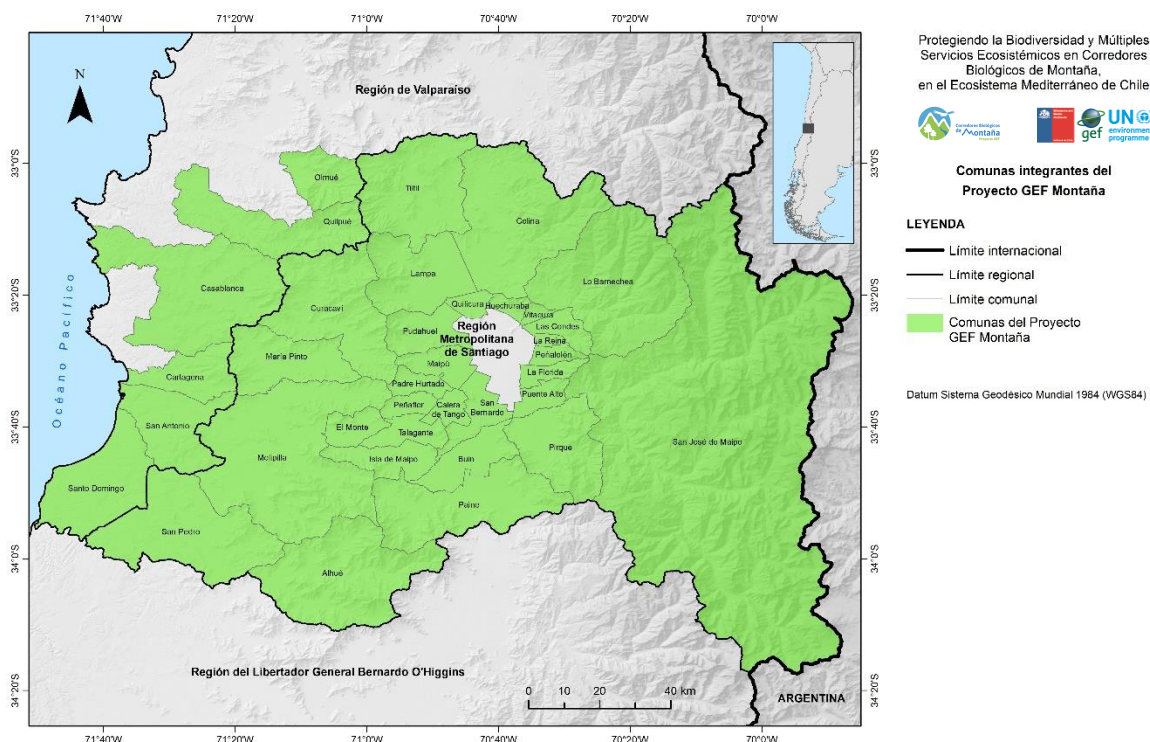 71°40'W
71°20'W
71°0'W
70°40'W
70°20'W
70°0'W
N
Región de Valparaíso
33°0'S
33°20'S
33°40'S
34°0'S
34°20'S
Océano Pacífico
Olmué
Tiltil
Quilpué
Colina
Casablanca
Lampa
Lo Barnechea
Curacaví
Quilicura
Huechuraba
Vitacura
Pudahuel
Región
Metropolitana
de Santiago
Las Condes
La Reina
María Pinto
Peñalolén
Maipú
Cartagena
Padre Hurtado
La Florida
Peñaflor
Calera
de Tango
San
Bernardo
Puente Alto
San Antonio
El Monte
Talagante
Pirque
San José de Maipo
Melipilla
Isla de Maipo
Buin
Santo Domingo
Paine
San Pedro
Alhué
Región del Libertador General Bernardo O'Higgins
0 10 20 40 km
ARGENTINA
33°0'S
33°20'S
33°40'S
34°0'S
34°20'S
71°40'W
71°20'W
71°0'W
70°40'W
70°20'W
70°0'W
Protegiendo la Biodiversidad y Múltiples
Servicios Ecosistémicos en Corredores
Biológicos de Montaña,
en el Ecosistema Mediterráneo de Chile
Corredores Biológicos
de Montaña
gef
UN
environment
programme
Comunas integrantes del
Proyecto GEF Montaña
LEYENDA
Límite internacional
Límite regional
Límite comunal
Comunas del Proyecto
GEF Montaña
Datum Sistema Geodésico Mundial 1984 (WGS84)